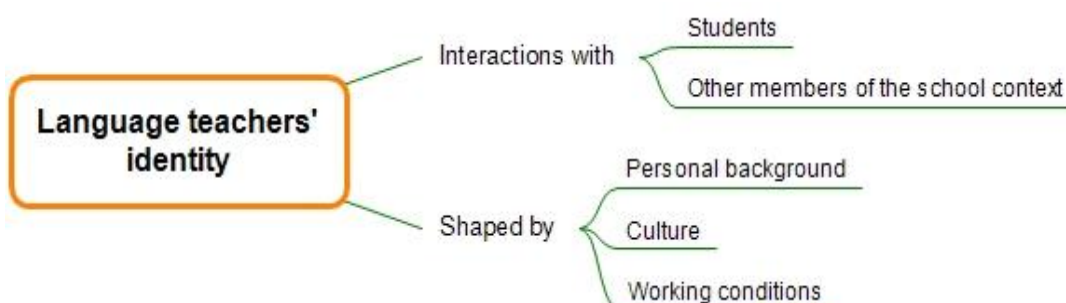 Language teachers'
identity
Interactions with
Students
Other members of the school context
Shaped by
Personal background
Culture
Working conditions